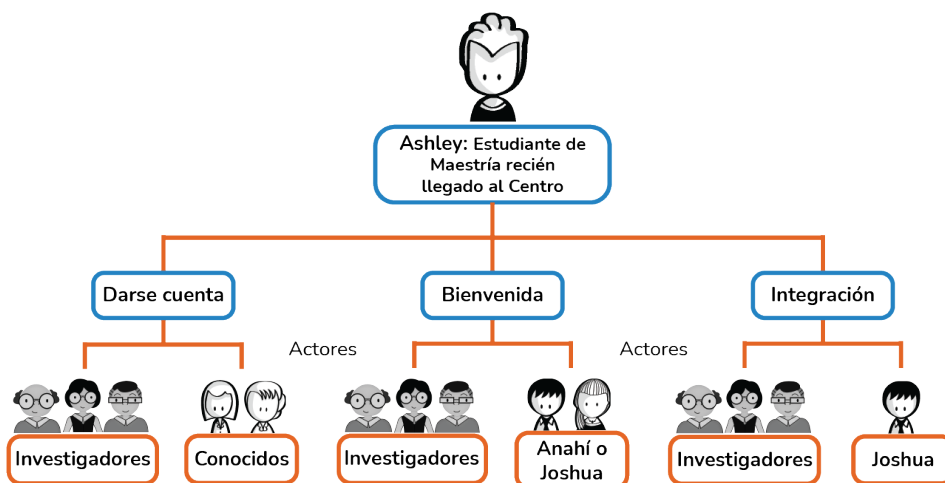 Ashley: Estudiante de
Maestría recién
llegado al Centro
Darse cuenta
Bienvenida
Integración
Actores
Actores
Investigadores
Conocidos
Investigadores
Anahí o
Joshua
Investigadores
Joshua